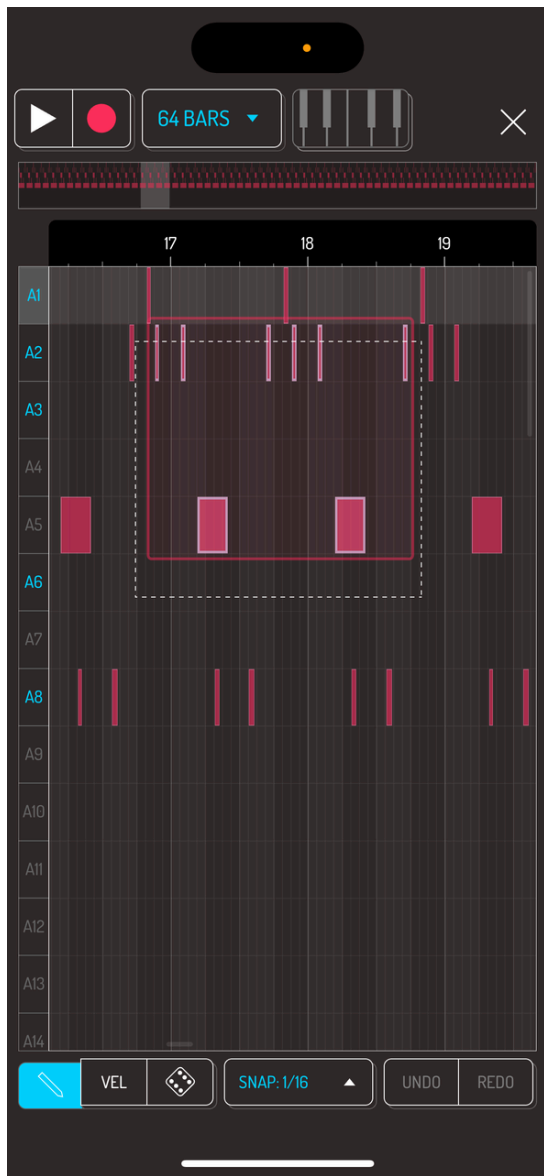 64 BARS
17 18 19
A1
A2
A3
A4
A5
A6
A7
A8
A9
A10
A11
A12
A13
A14
VEL SNAP: 1/16 UNDO REDO